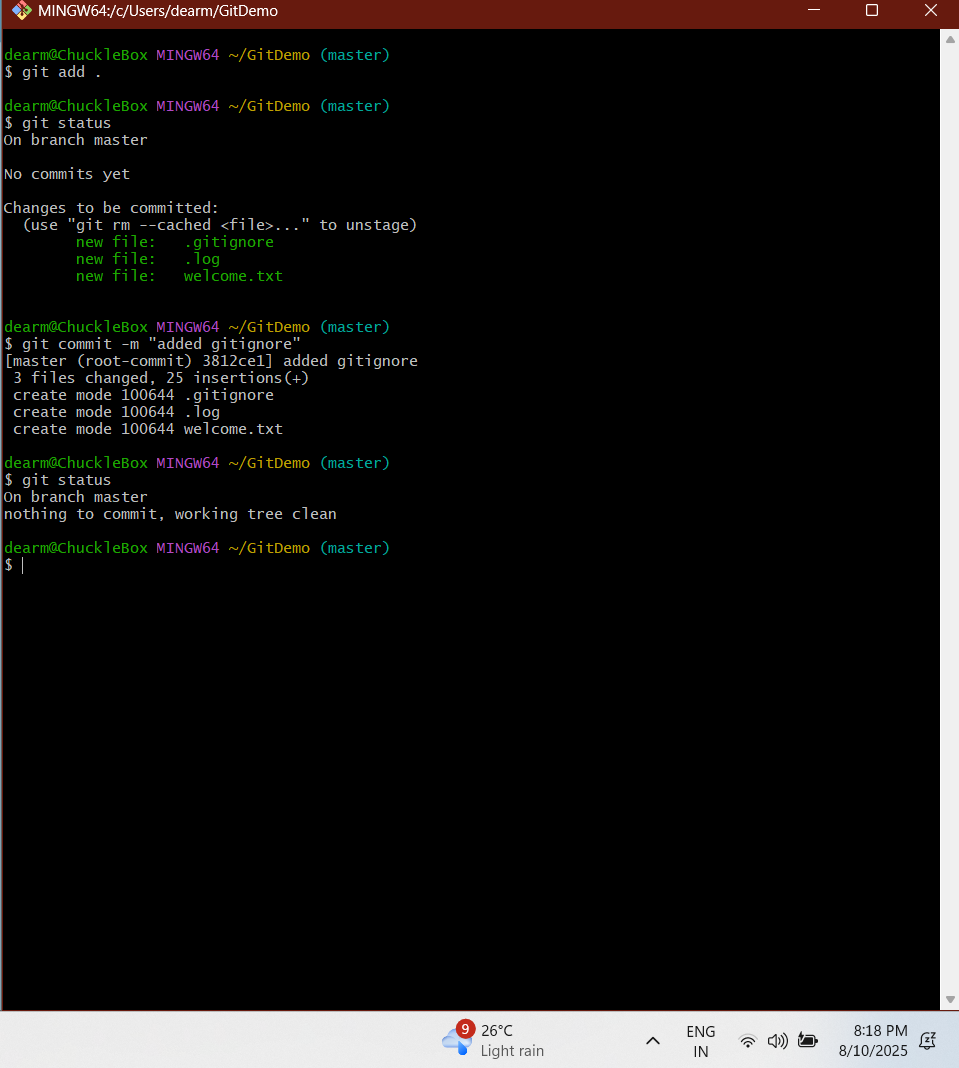 MINGW64:/c/Users/dearm/GitDemo
dearm@ChuckleBox MINGW64 ~/GitDemo (master)
$ git add .
dearm@ChuckleBox MINGW64 ~/GitDemo (master)
$ git status
On branch master
No commits yet
Changes to be committed:
  (use "git rm --cached <file>..." to unstage)
        new file:   .gitignore
        new file:   .log
        new file:   welcome.txt
dearm@ChuckleBox MINGW64 ~/GitDemo (master)
$ git commit -m "added gitignore"
[master (root-commit) 3812ce1] added gitignore
 3 files changed, 25 insertions(+)
 create mode 100644 .gitignore
 create mode 100644 .log
 create mode 100644 welcome.txt
dearm@ChuckleBox MINGW64 ~/GitDemo (master)
$ git status
On branch master
nothing to commit, working tree clean
dearm@ChuckleBox MINGW64 ~/GitDemo (master)
$
9
26°C
Light rain
ENG
IN
8:18 PM
8/10/2025